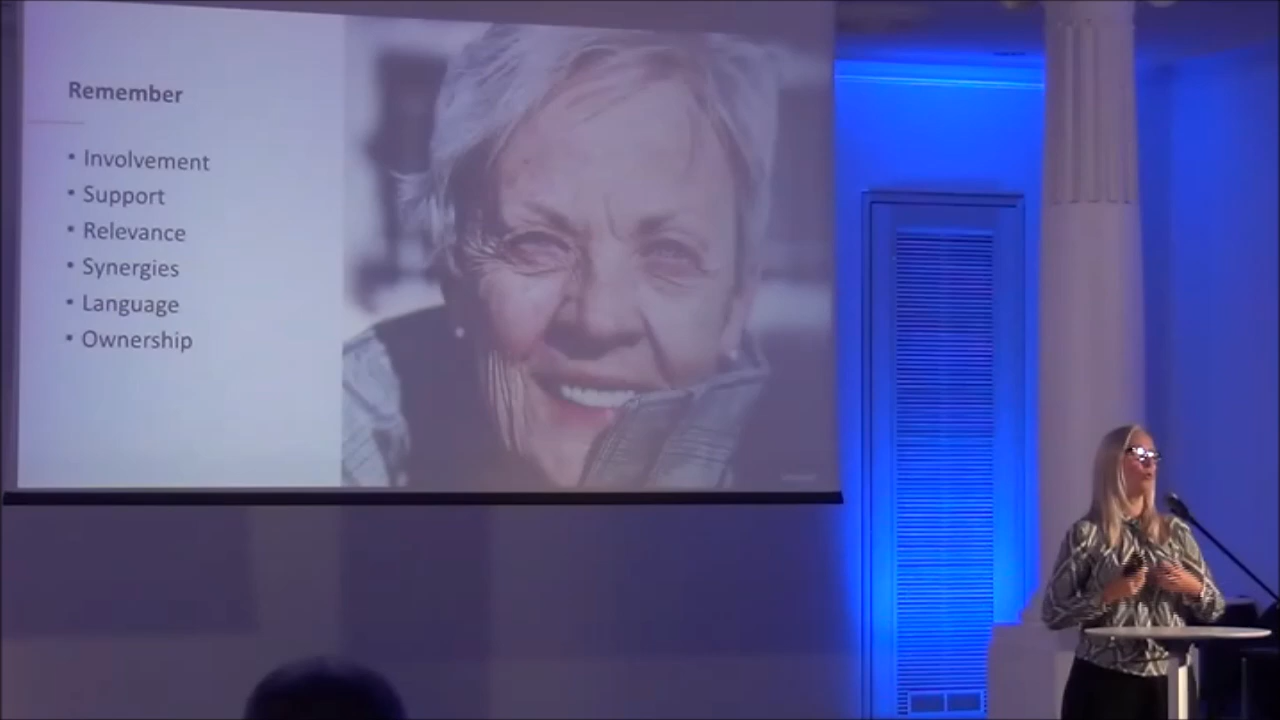 Remember
• Involvement
• Support
• Relevance
• Synergies
• Language
• Ownership